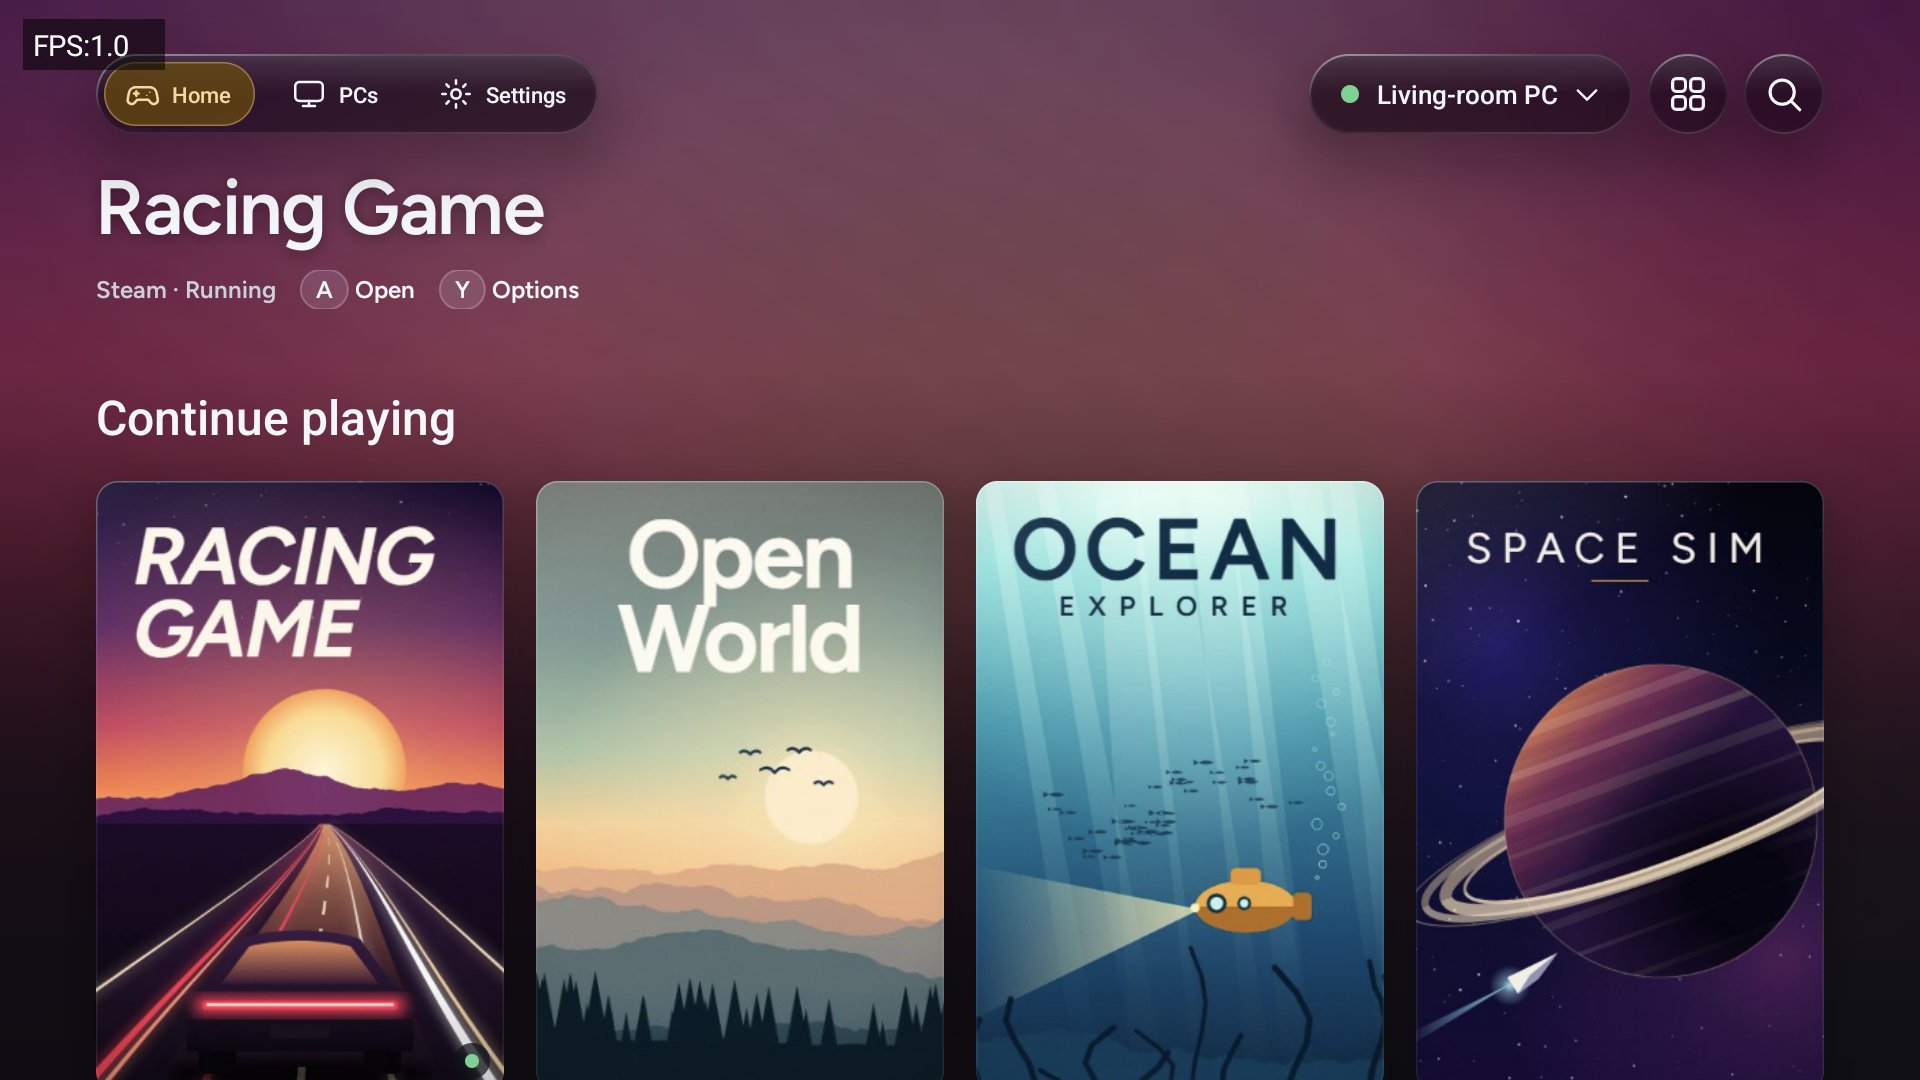 FPS:1.0
Home
PCs
Settings
Living-room PC
Racing Game
Steam · Running
A Open
Y Options
Continue playing
RACING
GAME
Open
World
OCEAN
EXPLORER
SPACE SIM